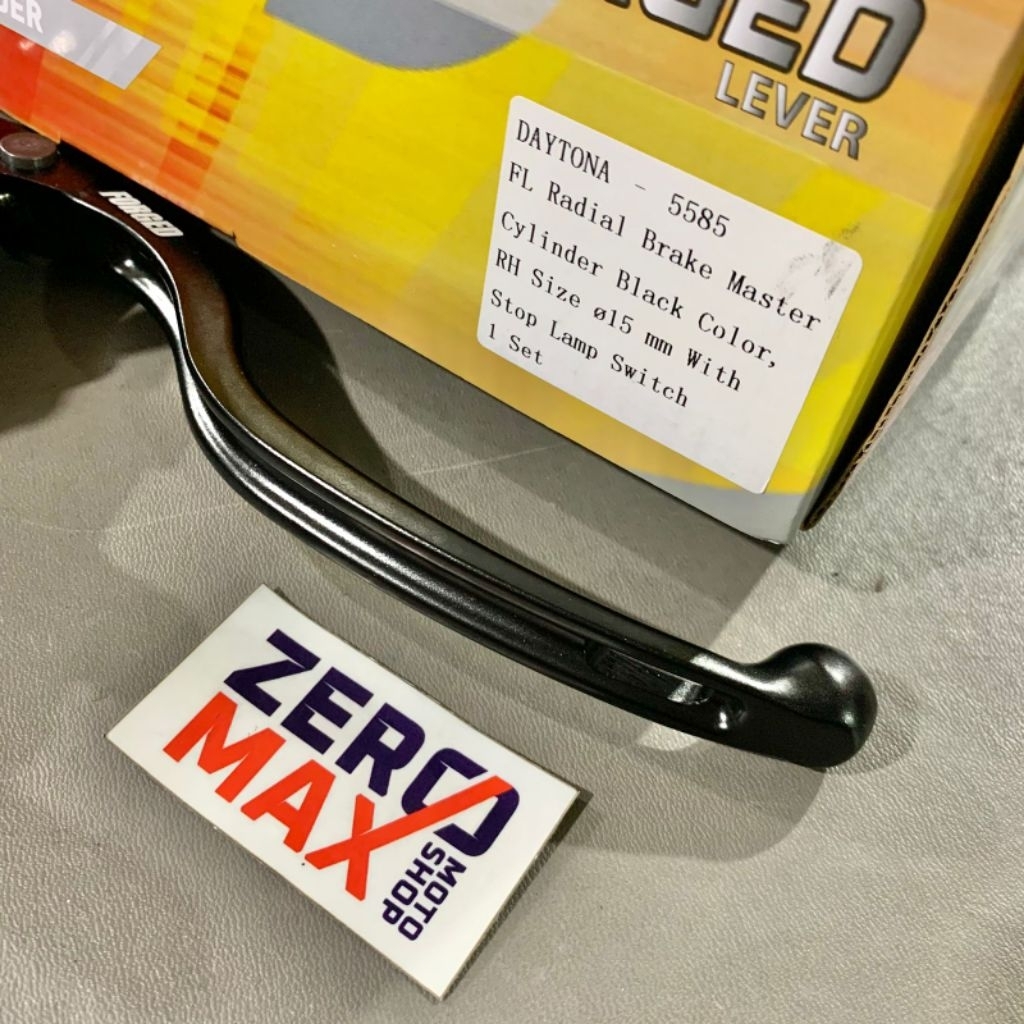 LEVER
DAYTONA - 5585
FL Radial Brake Master
Cylinder Black Color,
RH Size ø15 mm With
Stop Lamp Switch
1 Set
FORGED
ZERO
MAX
MOTO
SHOP